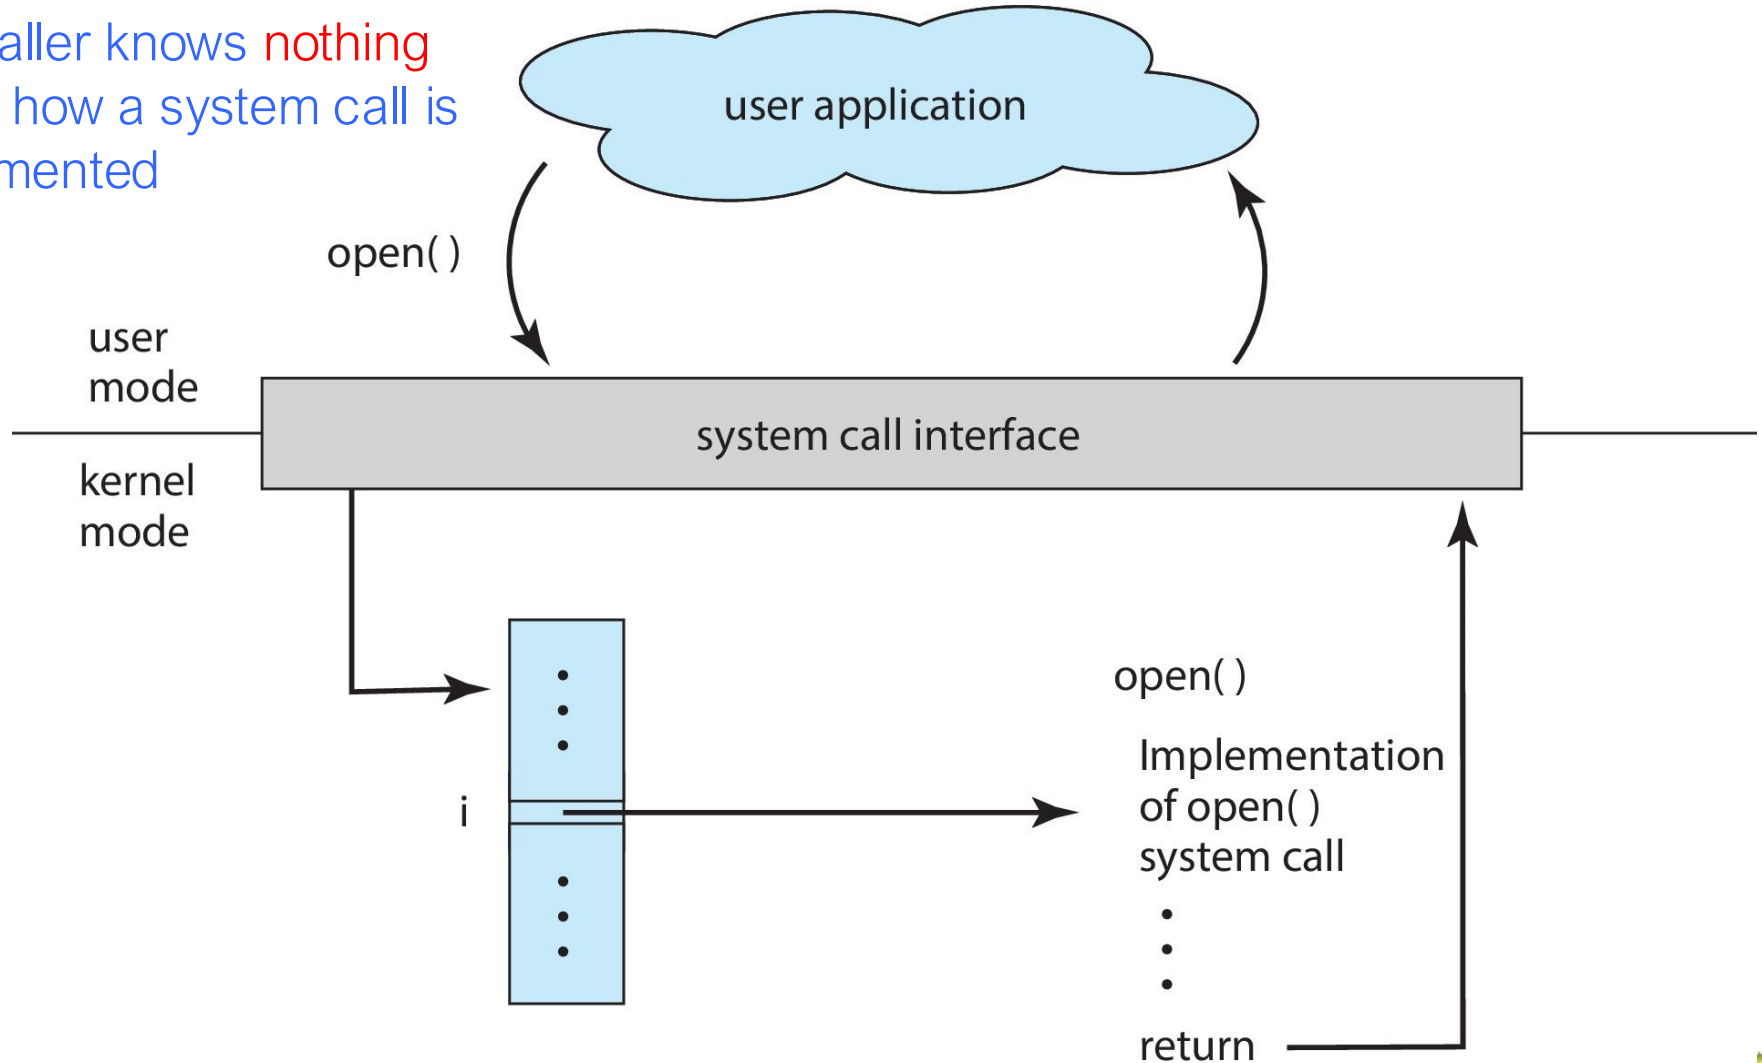 aller knows nothing
how a system call is
mented
user application
open( )
user
mode
system call interface
kernel
mode
open( )
Implementation
of open( )
system call
i
return